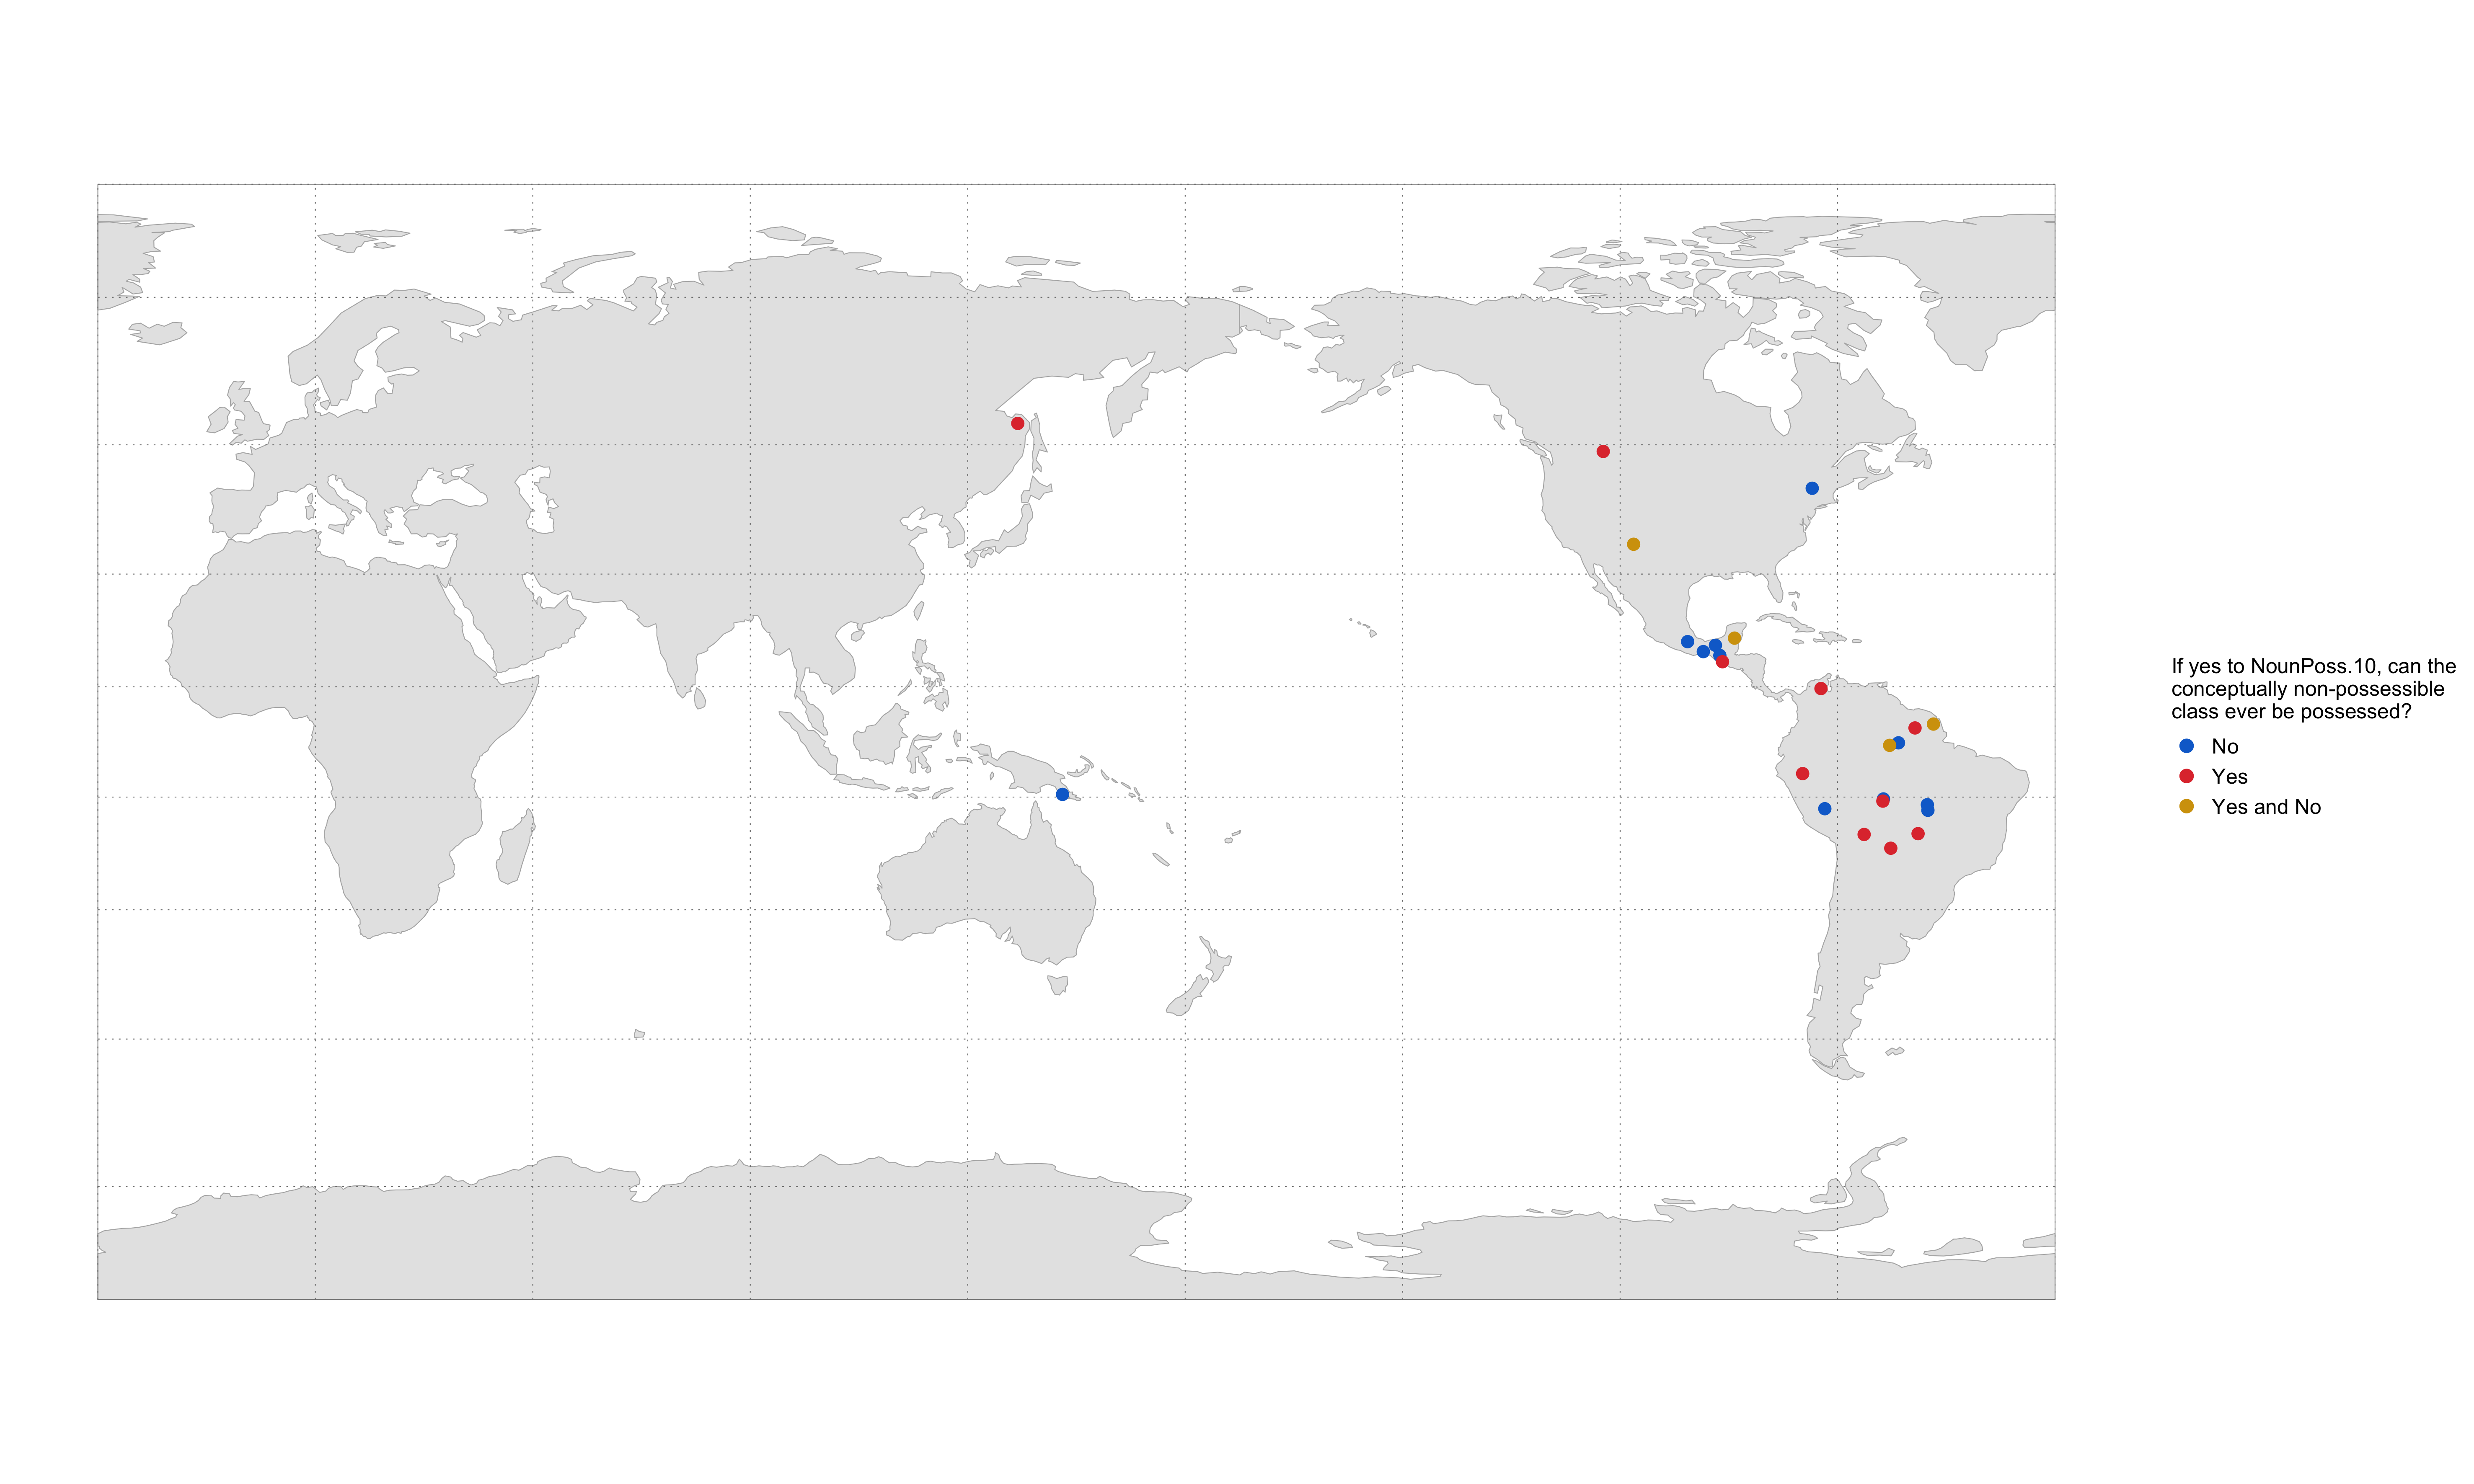 If yes to NounPoss.10, can the
conceptually non-possessible
class ever be possessed?
No
Yes
Yes and No